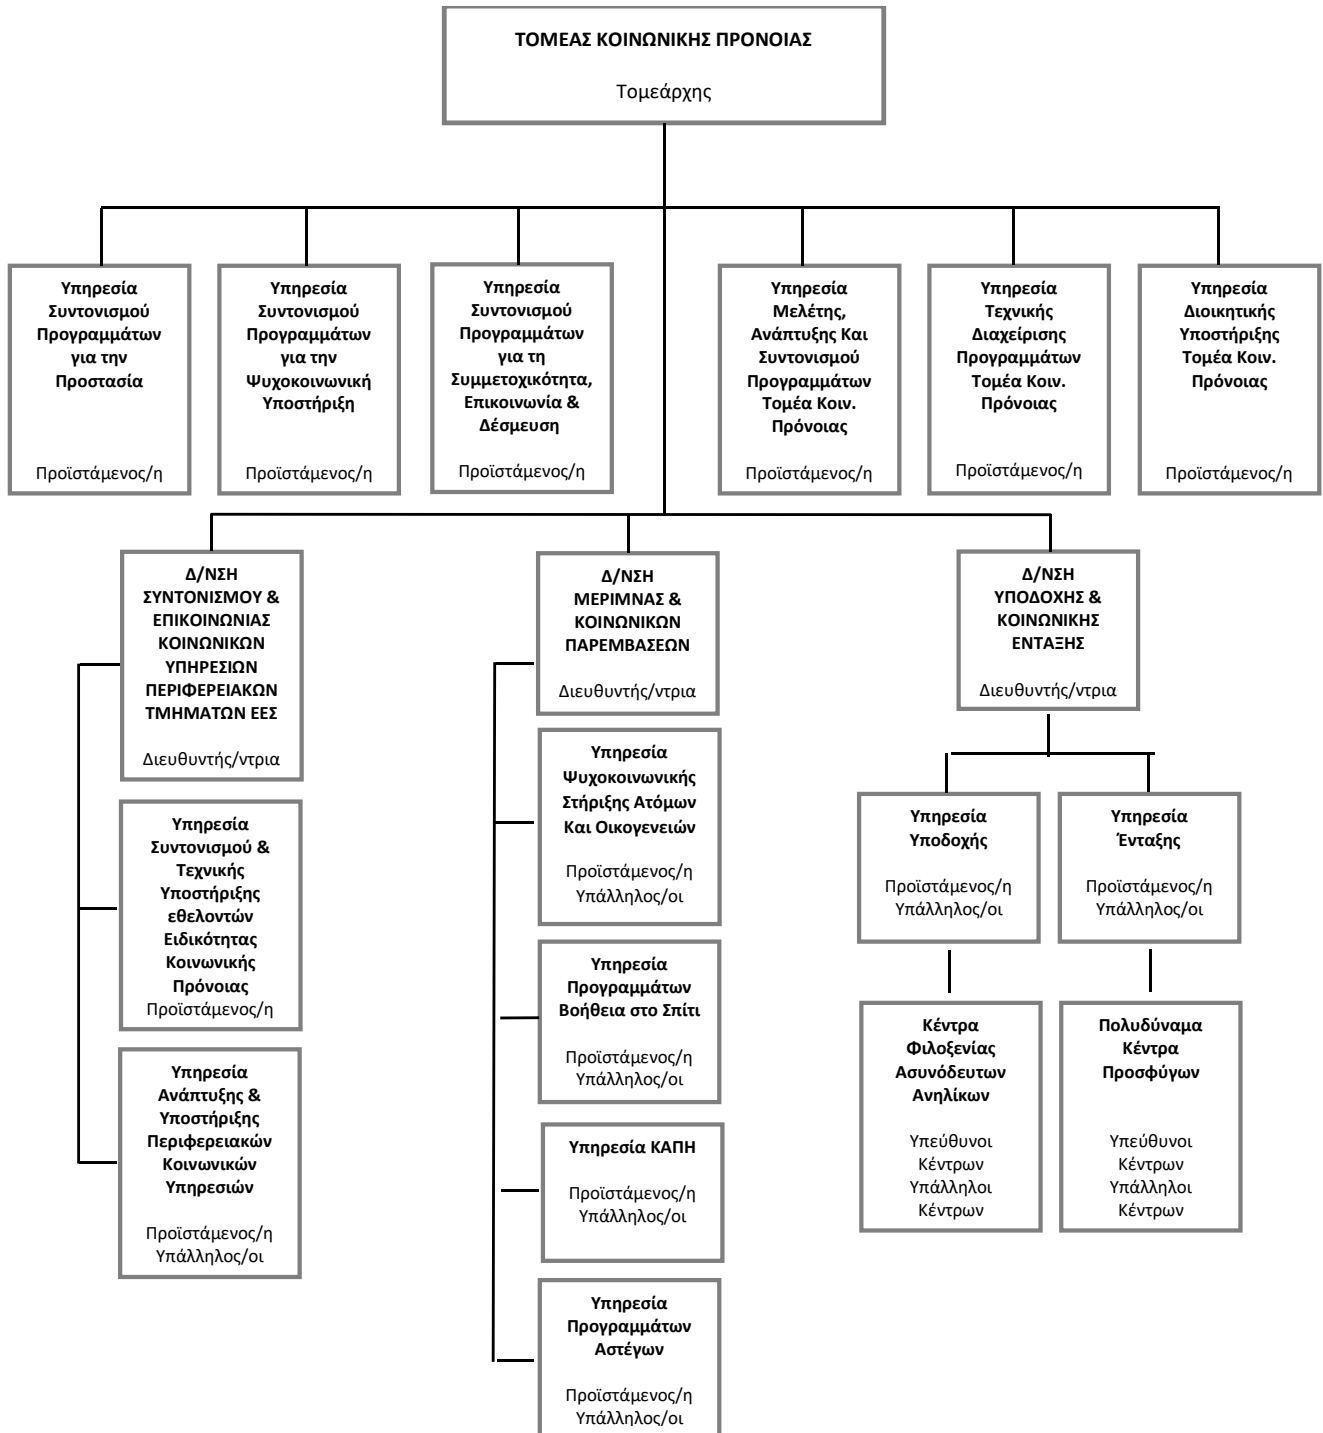 ΤΟΜΕΑΣ ΚΟΙΝΩΝΙΚΗΣ ΠΡΟΝΟΙΑΣ
Τομεάρχης
Υπηρεσία
Συντονισμού
Προγραμμάτων
για την
Προστασία
Προϊστάμενος/η
Υπηρεσία
Συντονισμού
Προγραμμάτων
για την
Ψυχοκοινωνική
Υποστήριξη
Προϊστάμενος/η
Υπηρεσία
Συντονισμού
Προγραμμάτων
για τη
Συμμετοχικότητα,
Επικοινωνία &
Δέσμευση
Προϊστάμενος/η
Υπηρεσία
Μελέτης,
Ανάπτυξης Και
Συντονισμού
Προγραμμάτων
Τομέα Κοιν.
Πρόνοιας
Προϊστάμενος/η
Υπηρεσία
Τεχνικής
Διαχείρισης
Προγραμμάτων
Τομέα Κοιν.
Πρόνοιας
Προϊστάμενος/η
Υπηρεσία
Διοικητικής
Υποστήριξης
Τομέα Κοιν.
Πρόνοιας
Προϊστάμενος/η
Δ/ΝΣΗ
ΣΥΝΤΟΝΙΣΜΟΥ &
ΕΠΙΚΟΙΝΩΝΙΑΣ
ΚΟΙΝΩΝΙΚΩΝ
ΥΠΗΡΕΣΙΩΝ
ΠΕΡΙΦΕΡΕΙΑΚΩΝ
ΤΜΗΜΑΤΩΝ ΕΕΣ
Διευθυντής/ντρια
Υπηρεσία
Συντονισμού &
Τεχνικής
Υποστήριξης
εθελοντών
Ειδικότητας
Κοινωνικής
Πρόνοιας
Προϊστάμενος/η
Υπηρεσία
Ανάπτυξης &
Υποστήριξης
Περιφερειακών
Κοινωνικών
Υπηρεσιών
Προϊστάμενος/η
Υπάλληλος/οι
Δ/ΝΣΗ
ΜΕΡΙΜΝΑΣ &
ΚΟΙΝΩΝΙΚΩΝ
ΠΑΡΕΜΒΑΣΕΩΝ
Διευθυντής/ντρια
Υπηρεσία
Ψυχοκοινωνικής
Στήριξης Ατόμων
Και Οικογενειών
Προϊστάμενος/η
Υπάλληλος/οι
Υπηρεσία
Προγραμμάτων
Βοήθεια στο Σπίτι
Προϊστάμενος/η
Υπάλληλος/οι
Υπηρεσία ΚΑΠΗ
Προϊστάμενος/η
Υπάλληλος/οι
Υπηρεσία
Προγραμμάτων
Αστέγων
Προϊστάμενος/η
Υπάλληλος/οι
Δ/ΝΣΗ
ΥΠΟΔΟΧΗΣ &
ΚΟΙΝΩΝΙΚΗΣ
ΕΝΤΑΞΗΣ
Διευθυντής/ντρια
Υπηρεσία
Υποδοχής
Προϊστάμενος/η
Υπάλληλος/οι
Υπηρεσία
Ένταξης
Προϊστάμενος/η
Υπάλληλος/οι
Κέντρα
Φιλοξενίας
Ασυνόδευτων
Ανηλίκων
Υπεύθυνοι
Κέντρων
Υπάλληλοι
Κέντρων
Πολυδύναμα
Κέντρα
Προσφύγων
Υπεύθυνοι
Κέντρων
Υπάλληλοι
Κέντρων